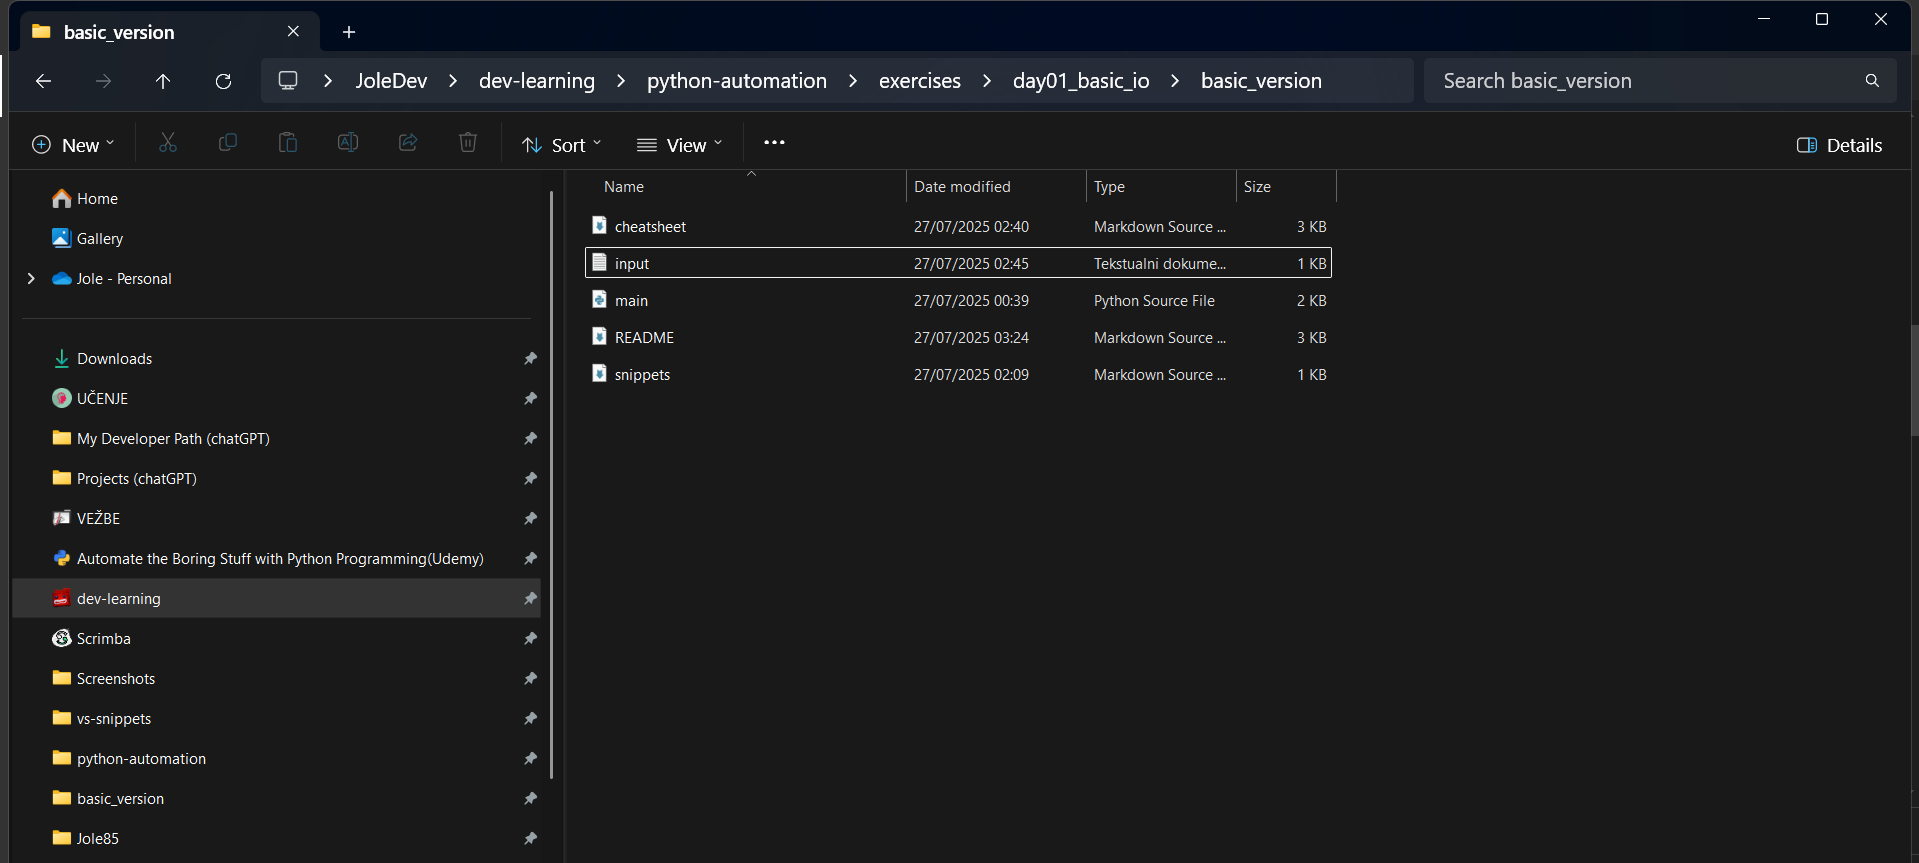 basic_version
JoleDev > dev-learning > python-automation > exercises > day01_basic_io > basic_version
Search basic_version
New
Sort
View
Details
Home
Gallery
Jole - Personal
Downloads
UČENJE
My Developer Path (chatGPT)
Projects (chatGPT)
VEŽBE
Automate the Boring Stuff with Python Programming(Udemy)
dev-learning
Scrimba
Screenshots
vs-snippets
python-automation
basic_version
Jole85
Name Date modified Type Size
cheatsheet 27/07/2025 02:40 Markdown Source ... 3 KB
input 27/07/2025 02:45 Tekstualni dokume... 1 KB
main 27/07/2025 00:39 Python Source File 2 KB
README 27/07/2025 03:24 Markdown Source ... 3 KB
snippets 27/07/2025 02:09 Markdown Source ... 1 KB